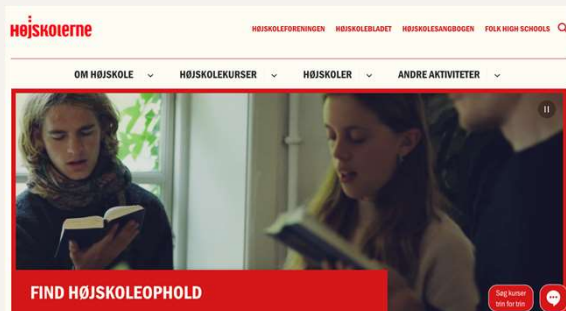 HØJSKOLERNE
HØJSKOLEFORENINGEN HØJSKOLEBLADET HØJSKOLESANGBOGEN FOLK HIGH SCHOOLS
OM HØJSKOLE HØJSKOLEKURSER HØJSKOLER ANDRE AKTIVITETER
FIND HØJSKOLEOPHOLD
Søg kurser
trin for trin